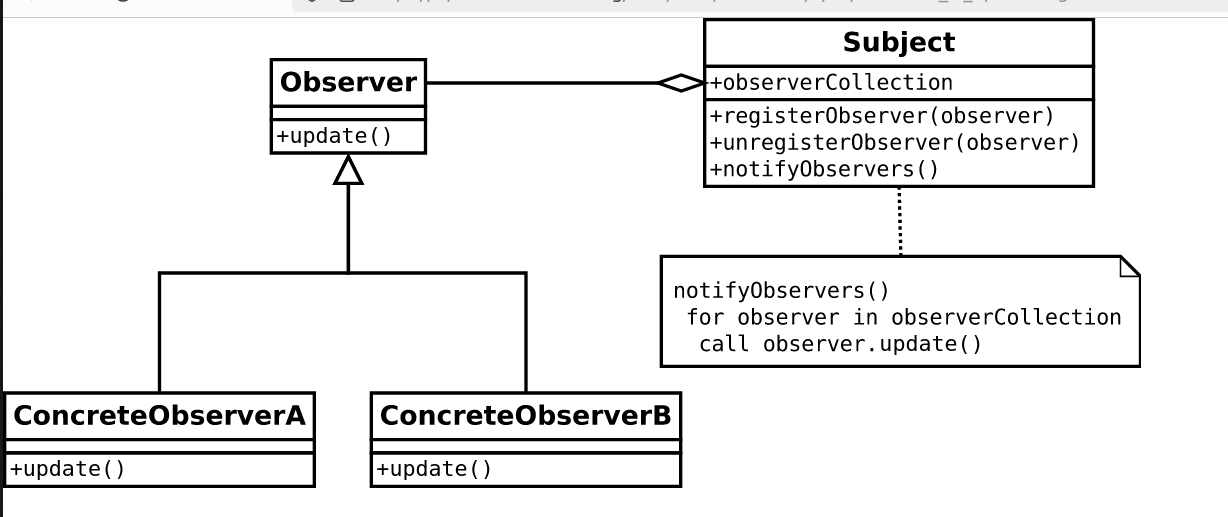 Subject
+observerCollection
+registerObserver(observer)
+unregisterObserver(observer)
+notifyObservers()
Observer
+update()
notifyObservers()
for observer in observerCollection
call observer.update()
ConcreteObserverA
+update()
ConcreteObserverB
+update()